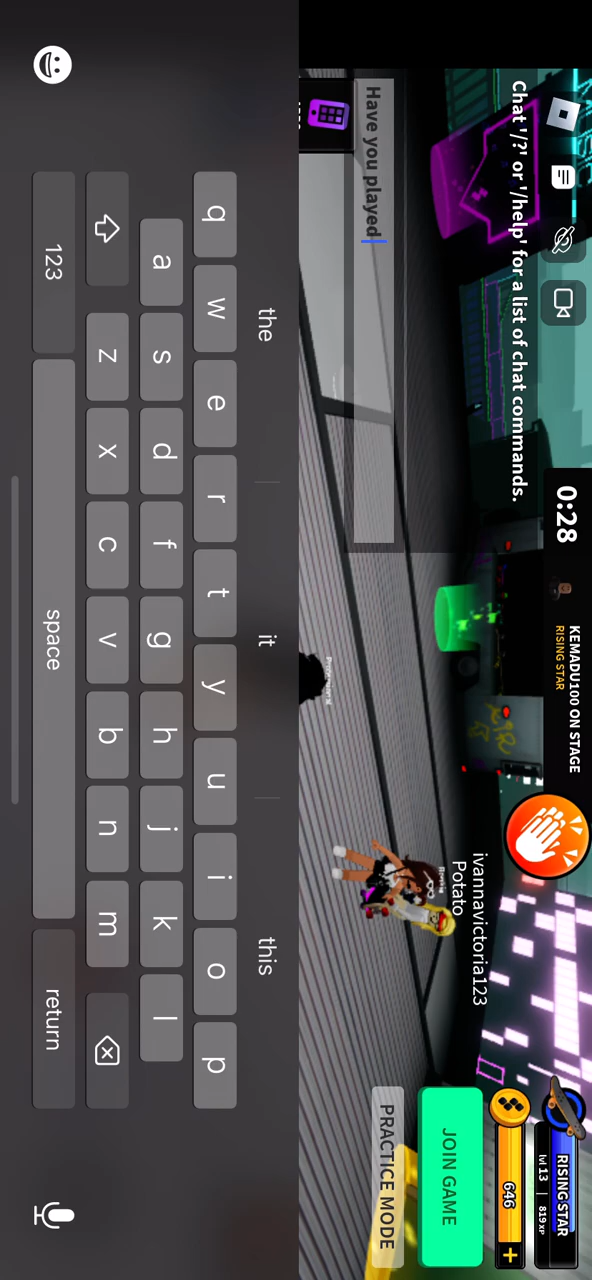 Chat '/?' or '/help' for a list of chat commands.
Have you played
0:28
KEMADU100 ON STAGE
RISING STAR
ivannavictoria123
Potato
RISING STAR
lvl 13 | 819 XP
646
+
JOIN GAME
PRACTICE MODE
the it this
q w e r t y u i o p
a s d f g h j k l
z x c v b n m
123 space return